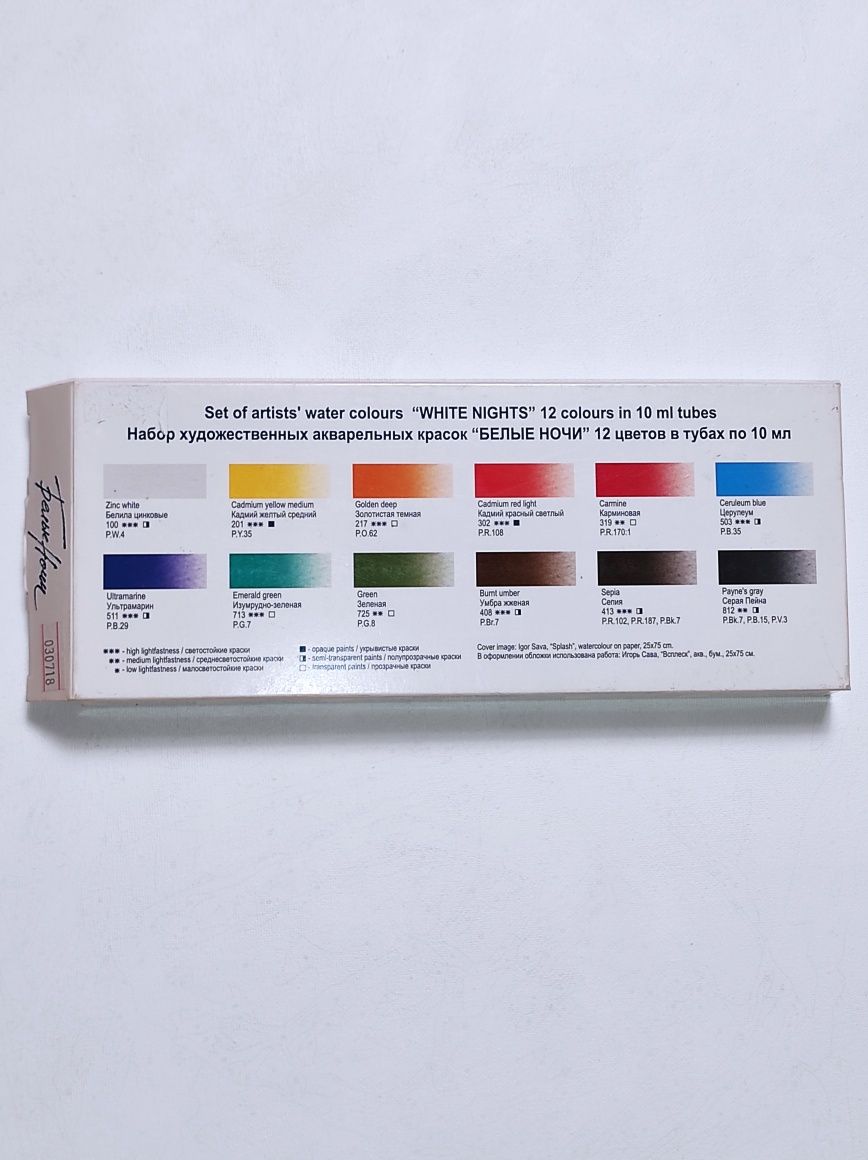 Set of artists' water colours "WHITE NIGHTS" 12 colours in 10 ml tubes
Набор художественных акварельных красок "БЕЛЫЕ НОЧИ" 12 цветов в тубах по 10 мл
Zinc white
Белила цинковые
100 ***
P.W.4
Cadmium yellow medium
Кадмий желтый средний
201 ***
P.Y.35
Golden deep
Золотистая темная
217 ***
P.O.62
Cadmium red light
Кадмий красный светлый
302 ***
P.R.108
Carmine
Карминовая
319 **
P.R.170:1
Ceruleum blue
Церулеум
503 ***
P.B.35
Ultramarine
Ультрамарин
511 ***
P.B.29
Emerald green
Изумрудно-зеленая
713 ***
P.G.7
Green
Зеленая
725 **
P.G.8
Burnt umber
Умбра жженая
408 ***
P.Br.7
Sepia
Сепия
413 ***
P.R.102, P.R.187, P.Bk.7
Payne's gray
Серая Пейна
812 **
P.Bk.7, P.B.15, P.V.3
*** - high lightfastness / светостойкие краски
** - medium lightfastness / среднесветостойкие краски
* - low lightfastness / малосветостойкие краски
- opaque paints / укрывистые краски
- semi-transparent paints / полупрозрачные краски
- transparent paints / прозрачные краски
Cover image: Igor Sava, "Splash", watercolour on paper, 25x75 cm.
В оформлении обложки использована работа: Игорь Сава, "Всплеск", акв., бум., 25x75 см.
030718